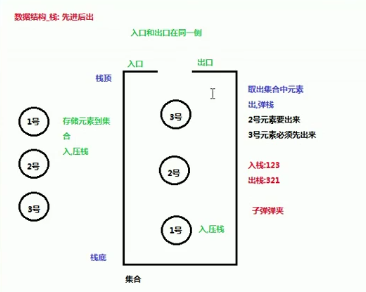 数据结构_栈: 先进后出
入口和出口在同一侧
入口
出口
栈顶
1号
2号
3号
存储元素到集
合
入,压栈
3号
2号
1号
入,压栈
栈底
集合
取出集合中元素
出,弹栈
2号元素要出来
3号元素必须先出来
入栈:123
出栈:321
子弹弹夹